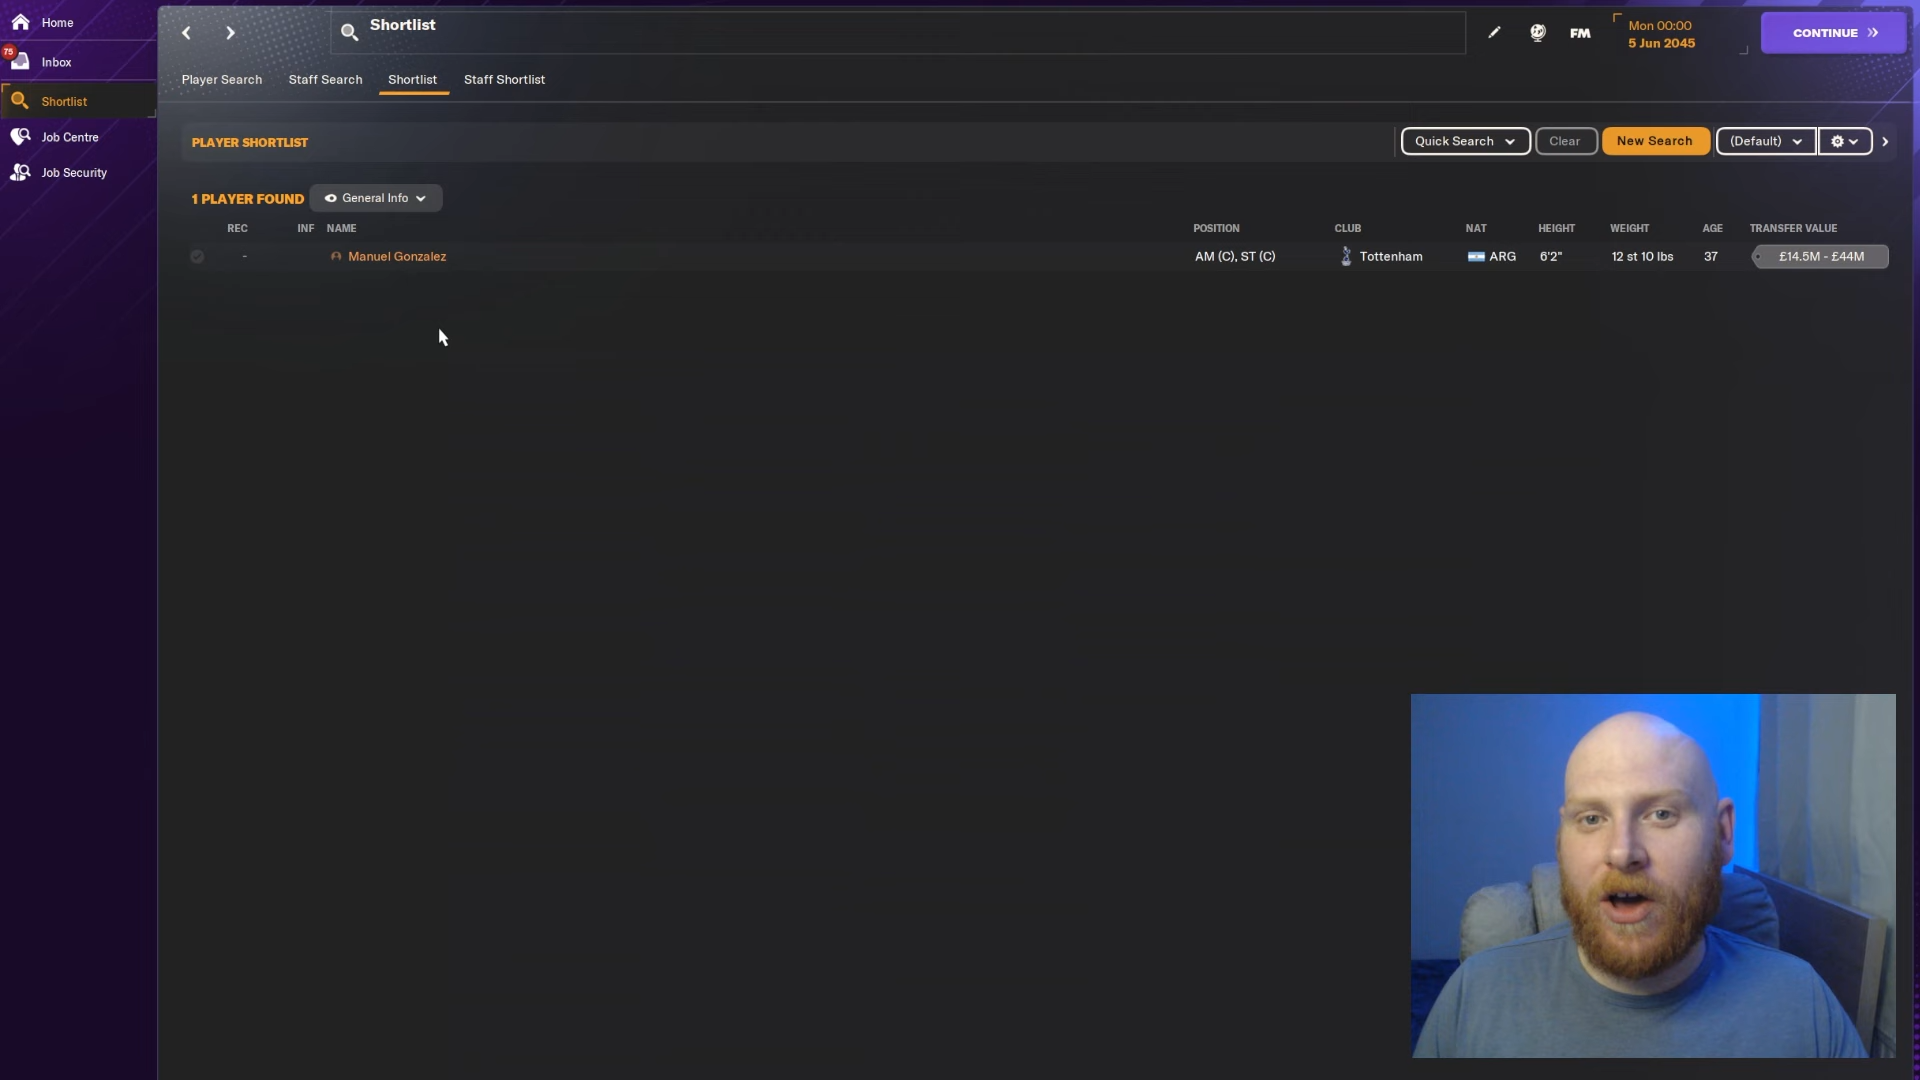 Home
75
Inbox
Shortlist
Job Centre
Job Security
Shortlist
FM
Mon 00:00
5 Jun 2045
CONTINUE
Player Search
Staff Search
Shortlist
Staff Shortlist
PLAYER SHORTLIST
Quick Search
Clear
New Search
(Default)
1 PLAYER FOUND
General Info
REC INF NAME POSITION CLUB NAT HEIGHT WEIGHT AGE TRANSFER VALUE
- Manuel Gonzalez AM (C), ST (C) Tottenham ARG 6'2" 12 st 10 lbs 37 £14.5M - £44M